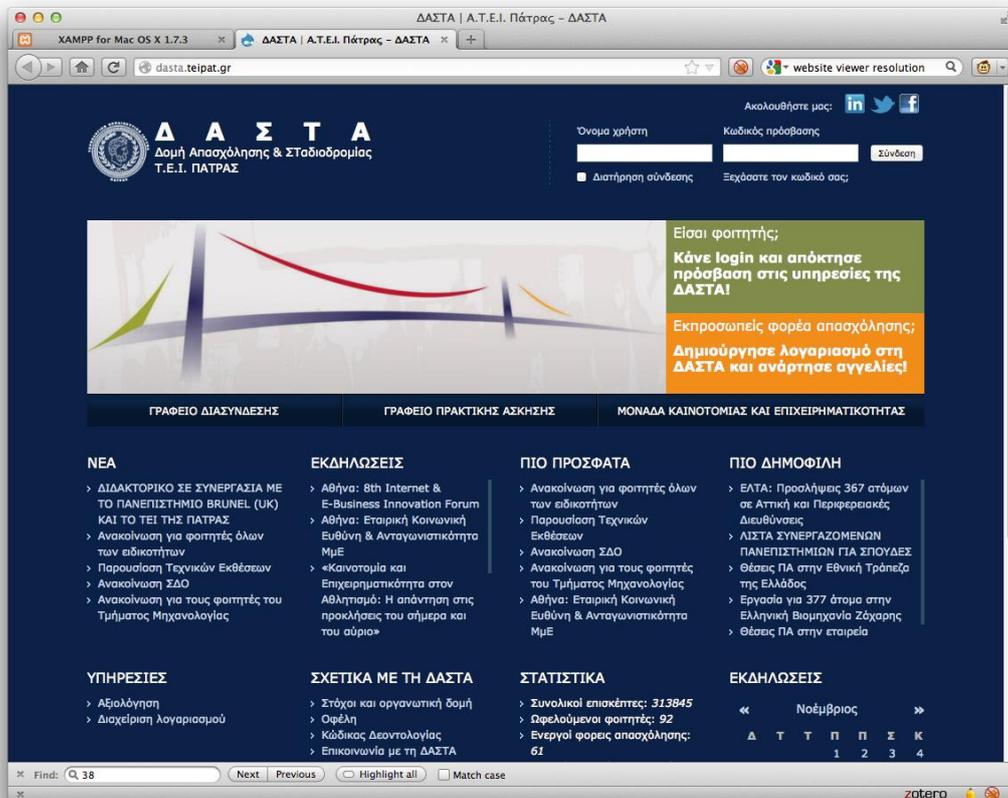 ΔΑΣΤΑ | Α.Τ.Ε.Ι. Πάτρας – ΔΑΣΤΑ
XAMPP for Mac OS X 1.7.3
ΔΑΣΤΑ | Α.Τ.Ε.Ι. Πάτρας – ΔΑΣΤΑ
dasta.teipat.gr
website viewer resolution
Ακολουθήστε μας:
in
f
Δ Α Σ Τ Α
Δομή Απασχόλησης & ΣΤαδιοδρομίας
Τ.Ε.Ι. ΠΑΤΡΑΣ
Όνομα χρήστη
Κωδικός πρόσβασης
Σύνδεση
Διατήρηση σύνδεσης
Ξεχάσατε τον κωδικό σας;
Είσαι φοιτητής;
Κάνε login και απόκτησε
πρόσβαση στις υπηρεσίες της
ΔΑΣΤΑ!
Εκπροσωπείς φορέα απασχόλησης;
Δημιούργησε λογαριασμό στη
ΔΑΣΤΑ και ανάρτησε αγγελίες!
ΓΡΑΦΕΙΟ ΔΙΑΣΥΝΔΕΣΗΣ
ΓΡΑΦΕΙΟ ΠΡΑΚΤΙΚΗΣ ΑΣΚΗΣΗΣ
ΜΟΝΑΔΑ ΚΑΙΝΟΤΟΜΙΑΣ ΚΑΙ ΕΠΙΧΕΙΡΗΜΑΤΙΚΟΤΗΤΑΣ
ΝΕΑ
› ΔΙΔΑΚΤΟΡΙΚΟ ΣΕ ΣΥΝΕΡΓΑΣΙΑ ΜΕ
ΤΟ ΠΑΝΕΠΙΣΤΗΜΙΟ BRUNEL (UK)
ΚΑΙ ΤΟ ΤΕΙ ΤΗΣ ΠΑΤΡΑΣ
› Ανακοίνωση για φοιτητές όλων
των ειδικοτήτων
› Παρουσίαση Τεχνικών Εκθέσεων
› Ανακοίνωση ΣΔΟ
› Ανακοίνωση για τους φοιτητές του
Τμήματος Μηχανολογίας
ΕΚΔΗΛΩΣΕΙΣ
› Αθήνα: 8th Internet &
E-Business Innovation Forum
› Αθήνα: Εταιρική Κοινωνική
Ευθύνη & Ανταγωνιστικότητα
ΜμΕ
› «Καινοτομία και
Επιχειρηματικότητα στον
Αθλητισμό: Η απάντηση στις
προκλήσεις του σήμερα και
του αύριο»
ΠΙΟ ΠΡΟΣΦΑΤΑ
› Ανακοίνωση για φοιτητές όλων
των ειδικοτήτων
› Παρουσίαση Τεχνικών
Εκθέσεων
› Ανακοίνωση ΣΔΟ
› Ανακοίνωση για τους φοιτητές
του Τμήματος Μηχανολογίας
› Αθήνα: Εταιρική Κοινωνική
Ευθύνη & Ανταγωνιστικότητα
ΜμΕ
ΠΙΟ ΔΗΜΟΦΙΛΗ
› ΕΛΤΑ: Προσλήψεις 367 ατόμων
σε Αττική και Περιφερειακές
Διευθύνσεις
› ΛΙΣΤΑ ΣΥΝΕΡΓΑΖΟΜΕΝΩΝ
ΠΑΝΕΠΙΣΤΗΜΙΩΝ ΓΙΑ ΣΠΟΥΔΕΣ
› Θέσεις ΠΑ στην Εθνική Τράπεζα
της Ελλάδος
› Εργασία για 377 άτομα στην
Ελληνική Βιομηχανία Ζάχαρης
› Θέσεις ΠΑ στην εταιρεία
ΥΠΗΡΕΣΙΕΣ
› Αξιολόγηση
› Διαχείριση λογαριασμού
ΣΧΕΤΙΚΑ ΜΕ ΤΗ ΔΑΣΤΑ
› Στόχοι και οργανωτική δομή
› Οφέλη
› Κώδικας Δεοντολογίας
› Επικοινωνία με τη ΔΑΣΤΑ
ΣΤΑΤΙΣΤΙΚΑ
› Συνολικοί επισκέπτες: 313845
› Ωφελούμενοι φοιτητές: 92
› Ενεργοί φορεις απασχόλησης:
61
ΕΚΔΗΛΩΣΕΙΣ
« Νοέμβριος »
Δ Τ Τ Π Π Σ Κ
1 2 3 4
Find: 38 Next Previous Highlight all Match case
zotero